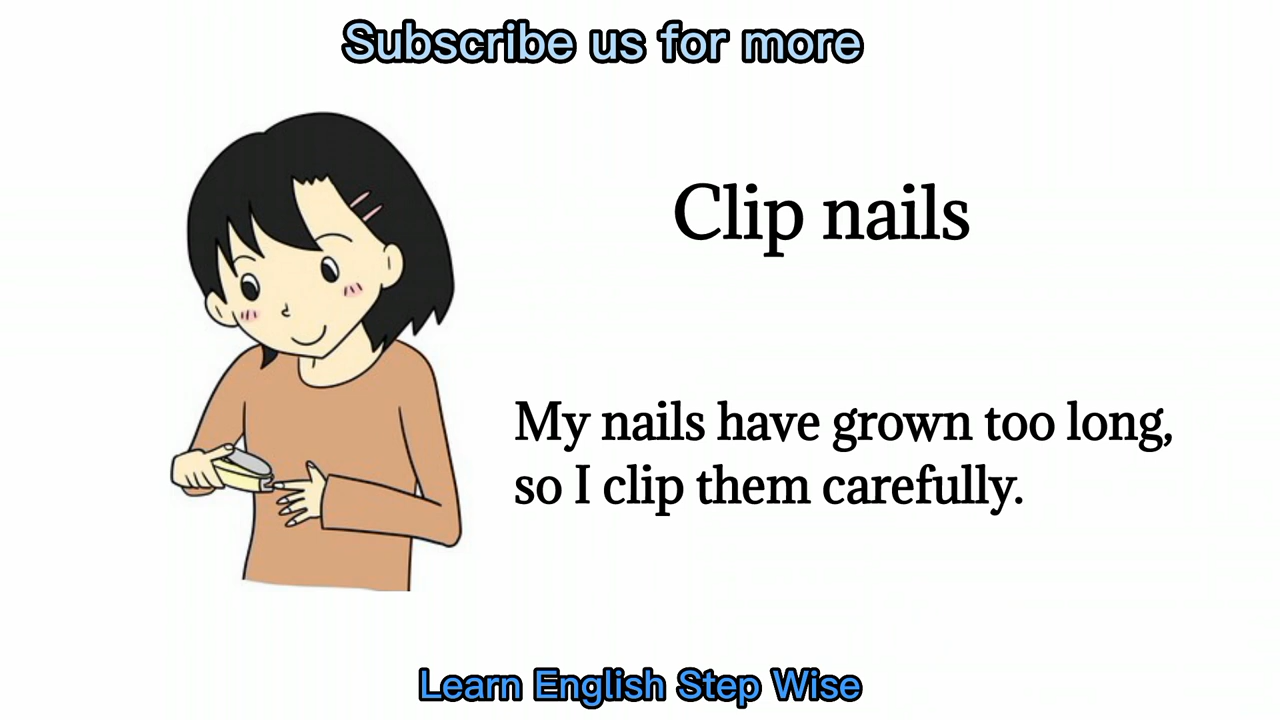 Subscribe us for more
Clip nails
My nails have grown too long,
so I clip them carefully.
Learn English Step Wise